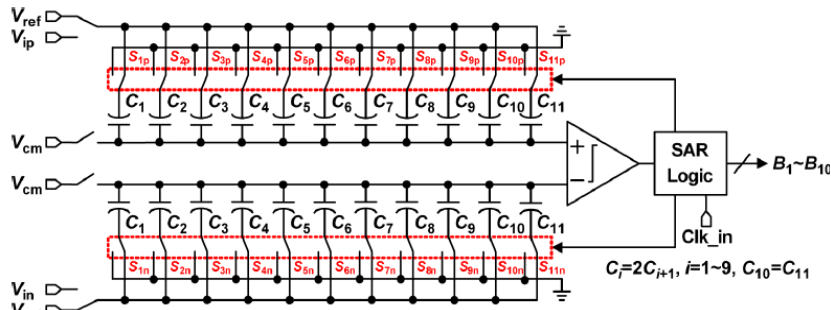 Vref
Vip
S1p S2p S3p S4p S5p S6p S7p S8p S9p S10p S11p
C1 C2 C3 C4 C5 C6 C7 C8 C9 C10 C11
Vcm
+
SAR Logic
B1~B10
Vcm
−
C1 C2 C3 C4 C5 C6 C7 C8 C9 C10 C11
Clk_in
S1n S2n S3n S4n S5n S6n S7n S8n S9n S10n S11n
Ci=2Ci+1, i=1~9, C10=C11
Vin